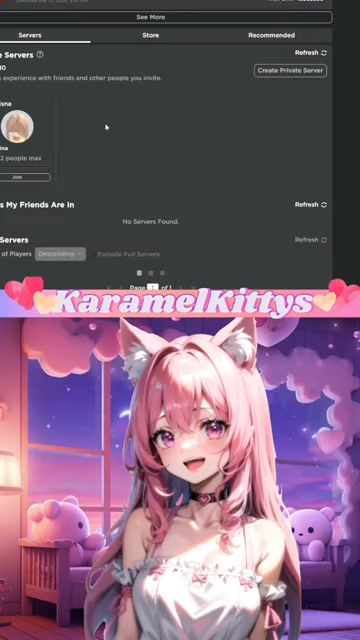 See More
Servers
Store
Recommended
e Servers
Refresh
Create Private Server
s experience with friends and other people you invite.
isna
ina
2 people max
Join
s My Friends Are In
Refresh
No Servers Found.
Servers
Refresh
of Players
Descending
Exclude Full Servers
Page 1 of 1
KaramelKittys